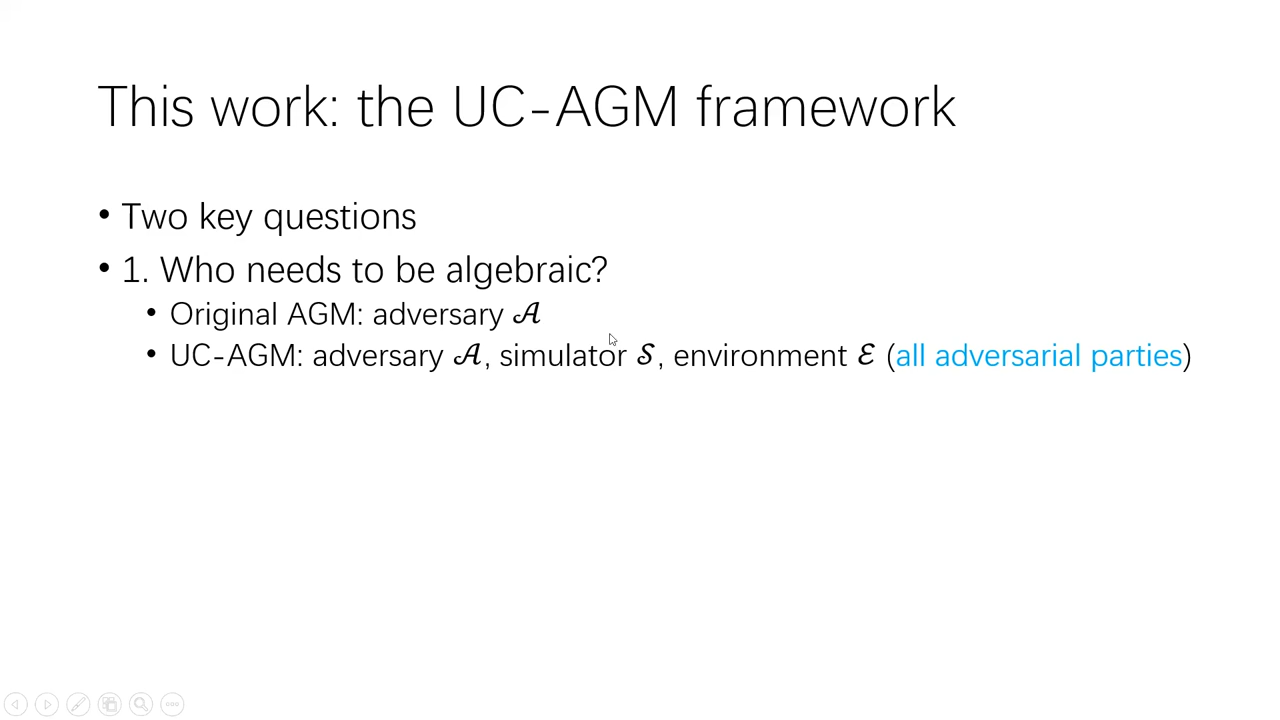 This work: the UC-AGM framework
• Two key questions
• 1. Who needs to be algebraic?
• Original AGM: adversary 𝒜
• UC-AGM: adversary 𝒜, simulator 𝒮, environment ℰ (all adversarial parties)